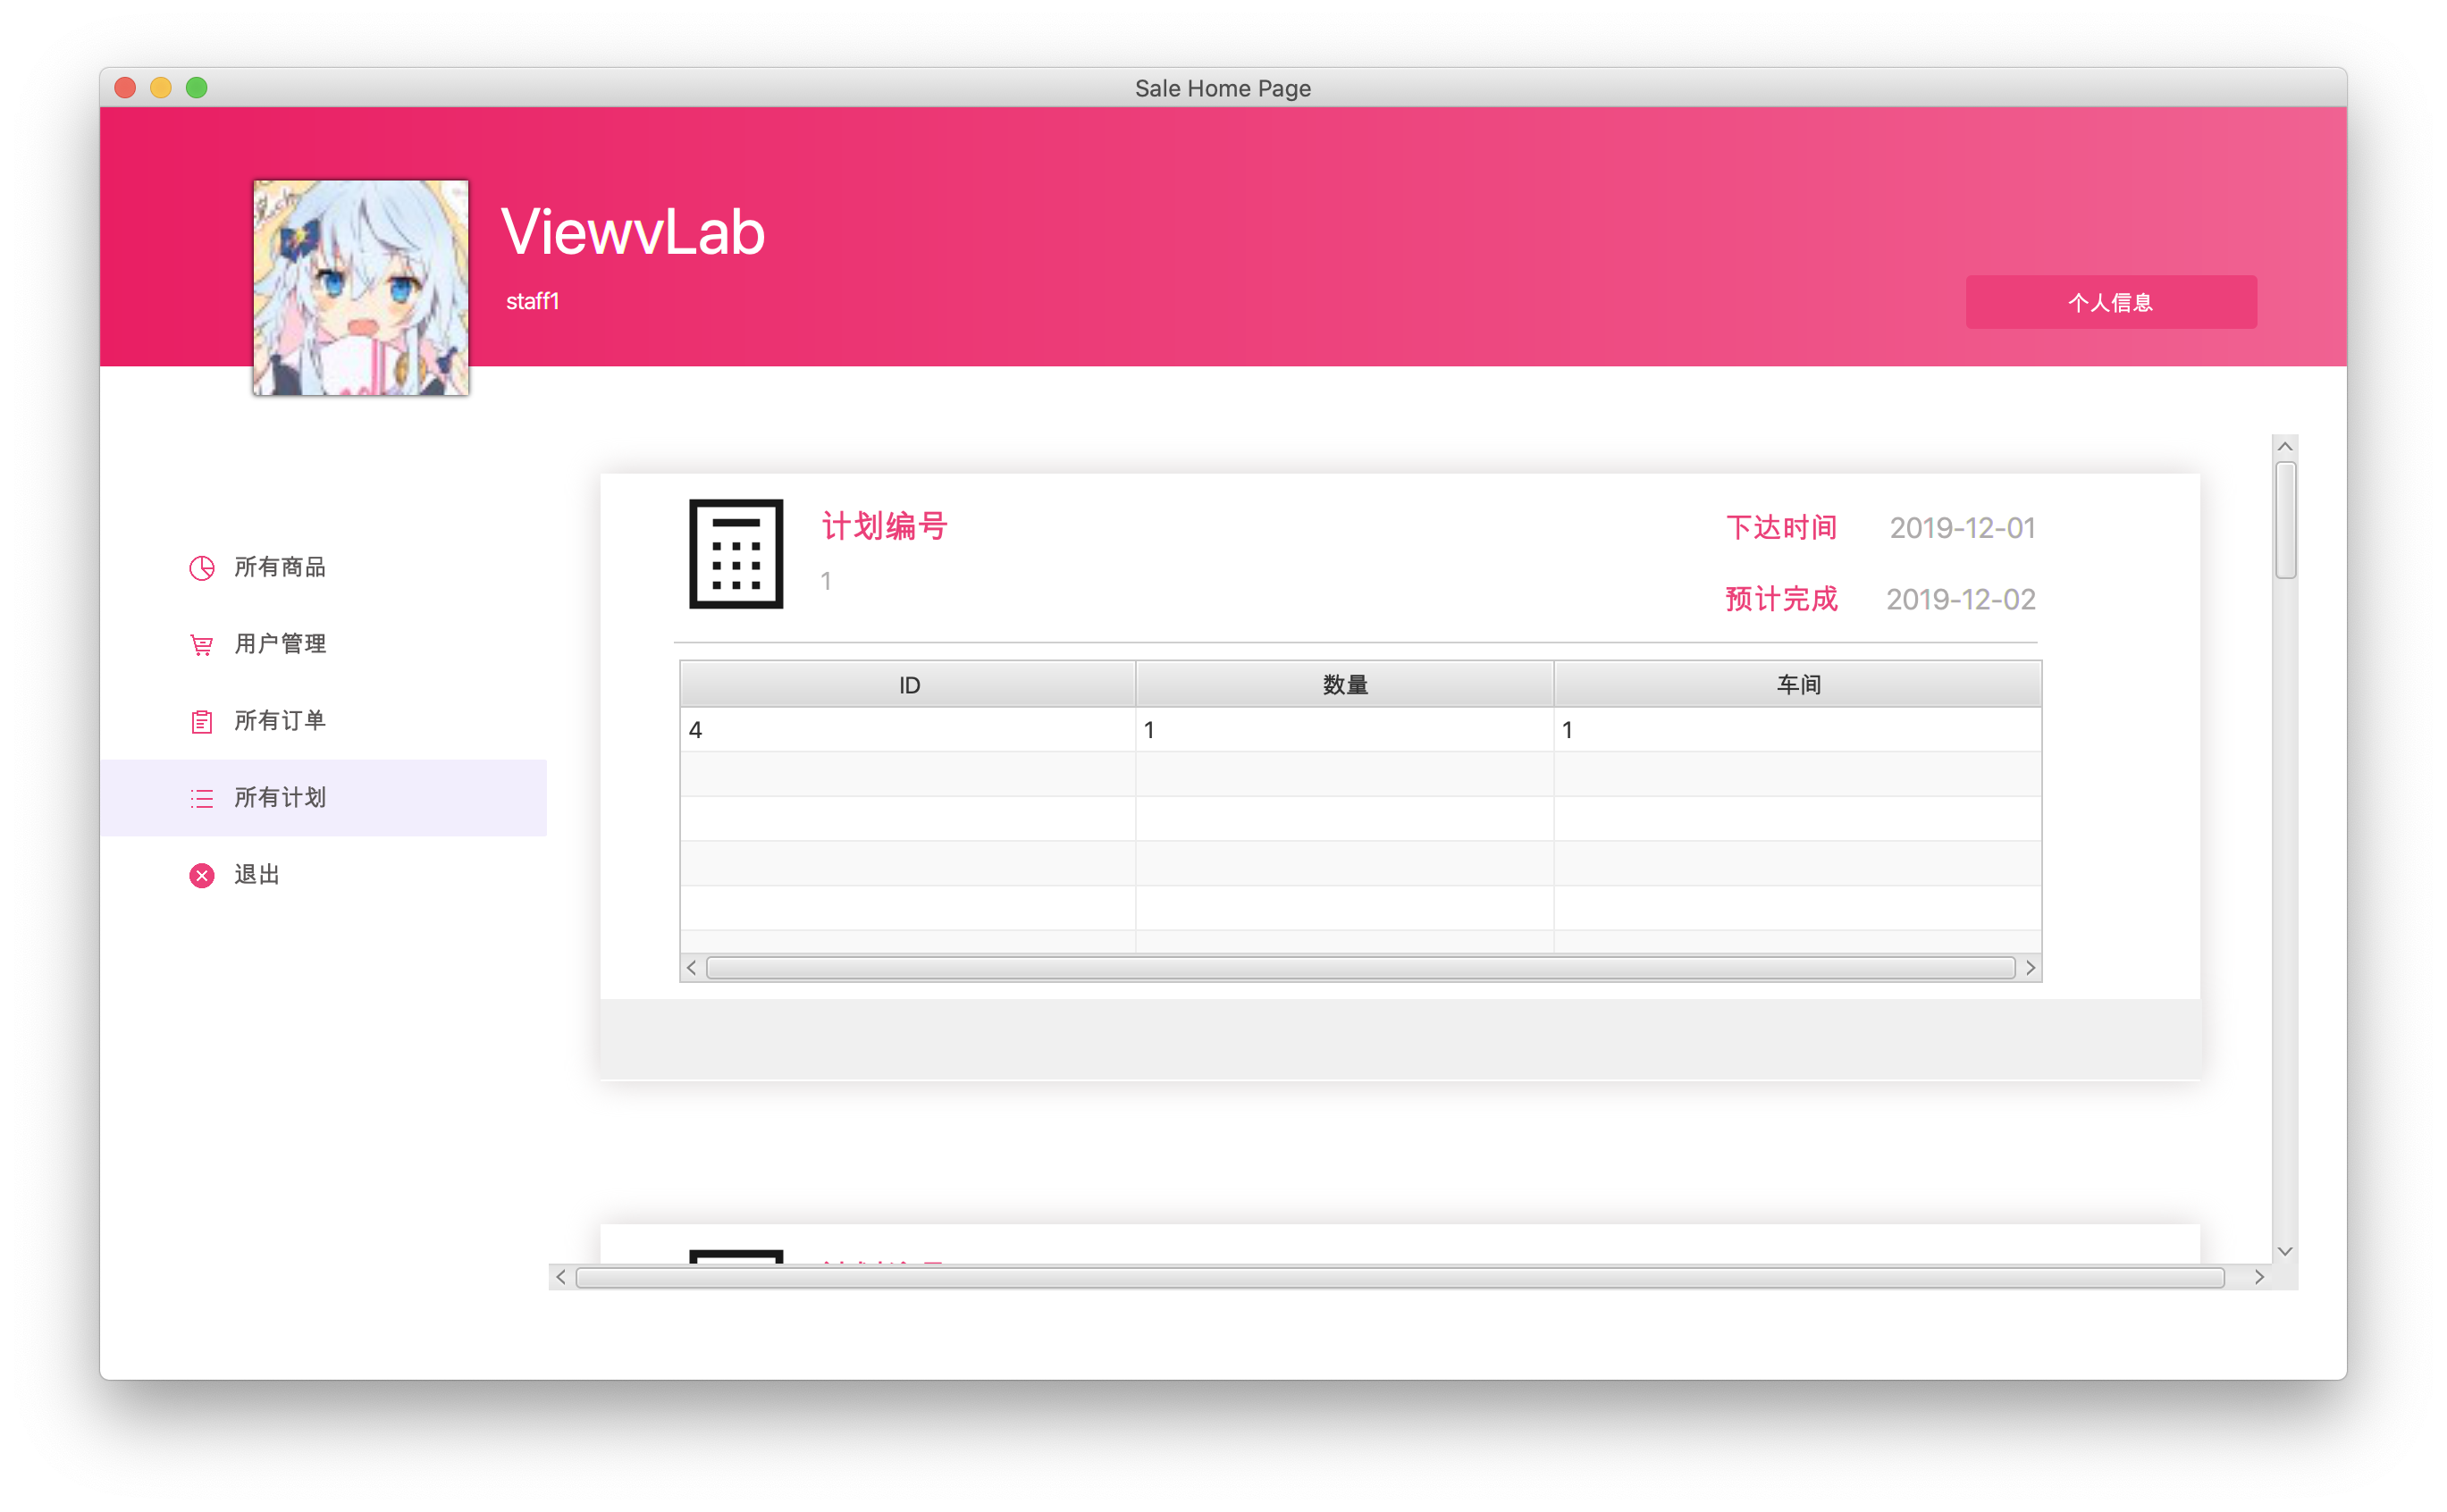 Sale Home Page
ViewvLab
staff1
个人信息
所有商品
用户管理
所有订单
所有计划
退出
计划编号
1
下达时间 2019-12-01
预计完成 2019-12-02
ID 数量 车间
4 1 1